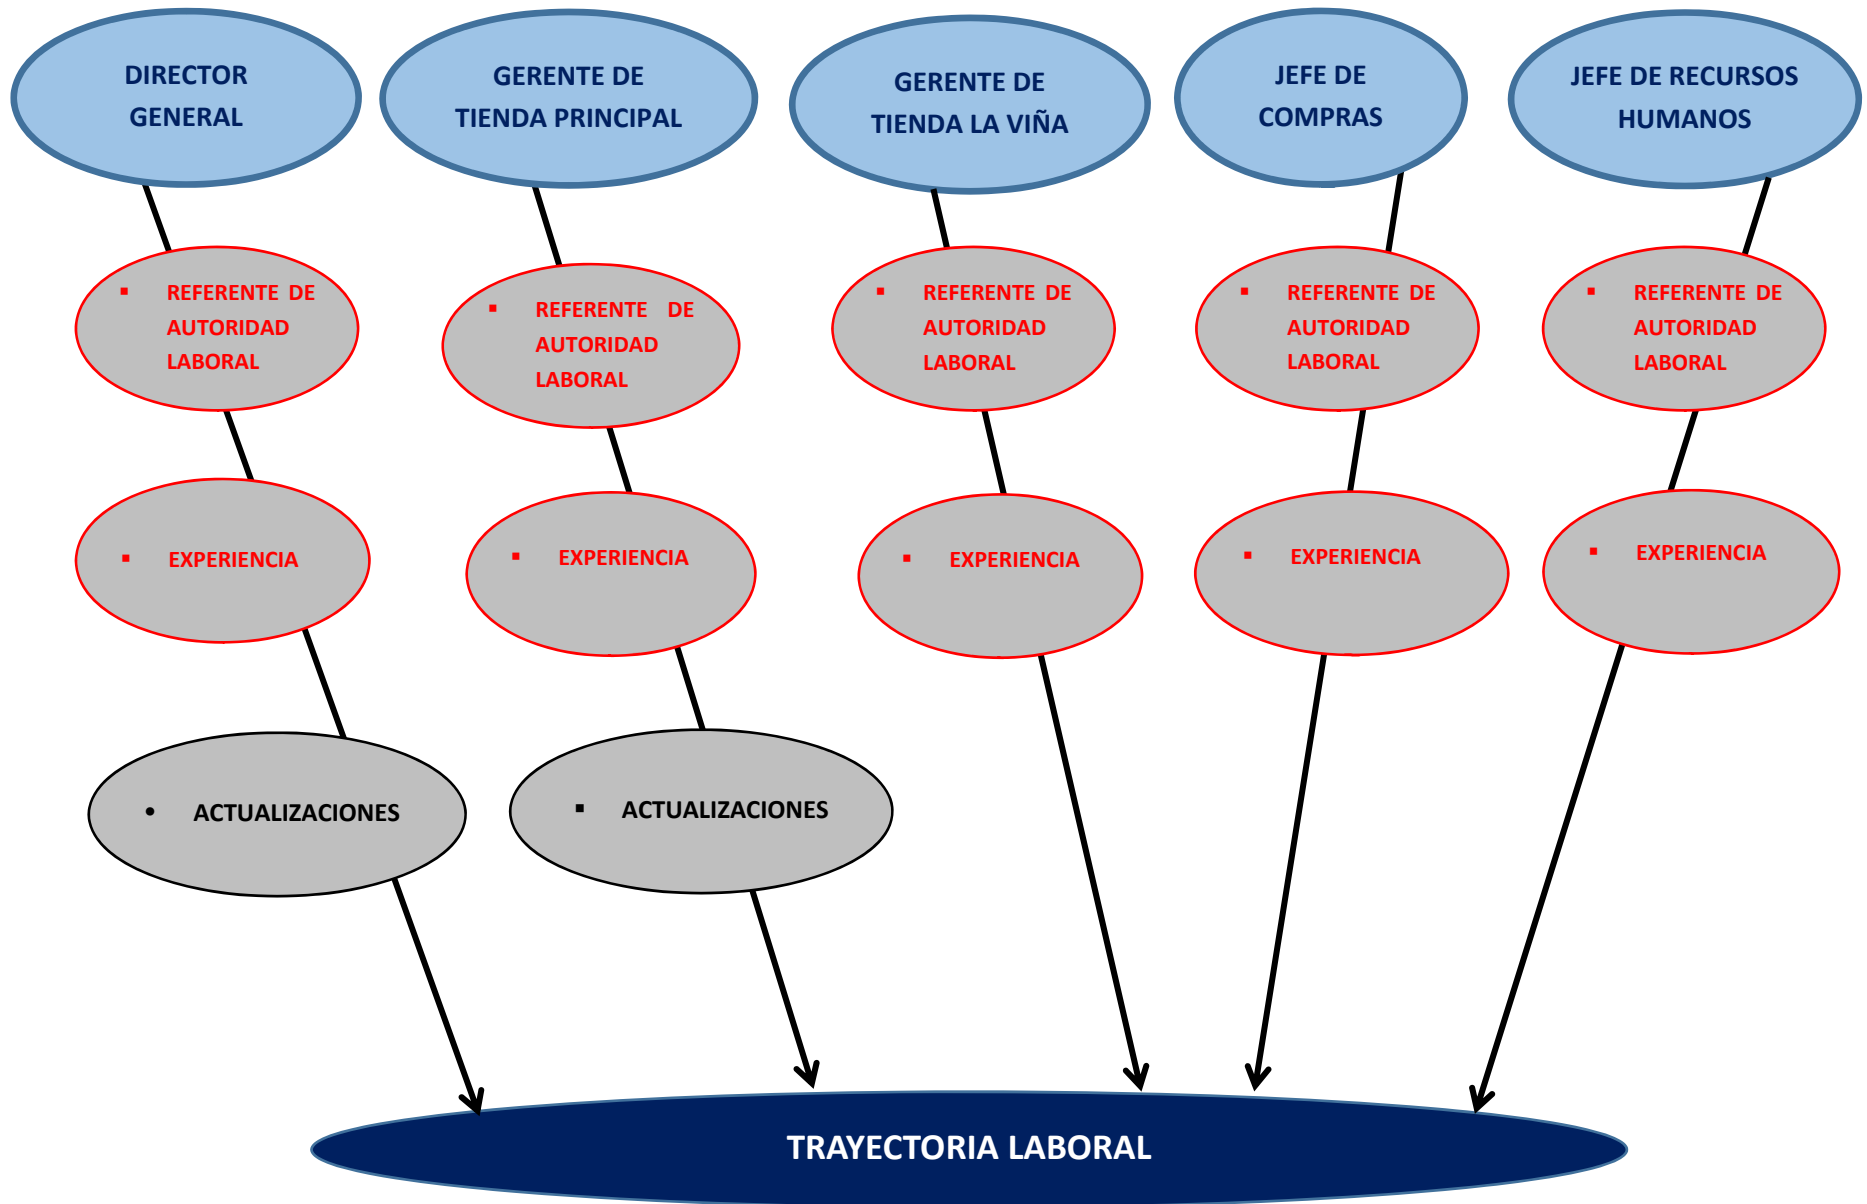 DIRECTOR
GENERAL
GERENTE DE
TIENDA PRINCIPAL
GERENTE DE
TIENDA LA VIÑA
JEFE DE
COMPRAS
JEFE DE RECURSOS
HUMANOS
▪ REFERENTE DE
AUTORIDAD
LABORAL
▪ REFERENTE DE
AUTORIDAD
LABORAL
▪ REFERENTE DE
AUTORIDAD
LABORAL
▪ REFERENTE DE
AUTORIDAD
LABORAL
▪ REFERENTE DE
AUTORIDAD
LABORAL
▪ EXPERIENCIA
▪ EXPERIENCIA
▪ EXPERIENCIA
▪ EXPERIENCIA
▪ EXPERIENCIA
• ACTUALIZACIONES
▪ ACTUALIZACIONES
TRAYECTORIA LABORAL